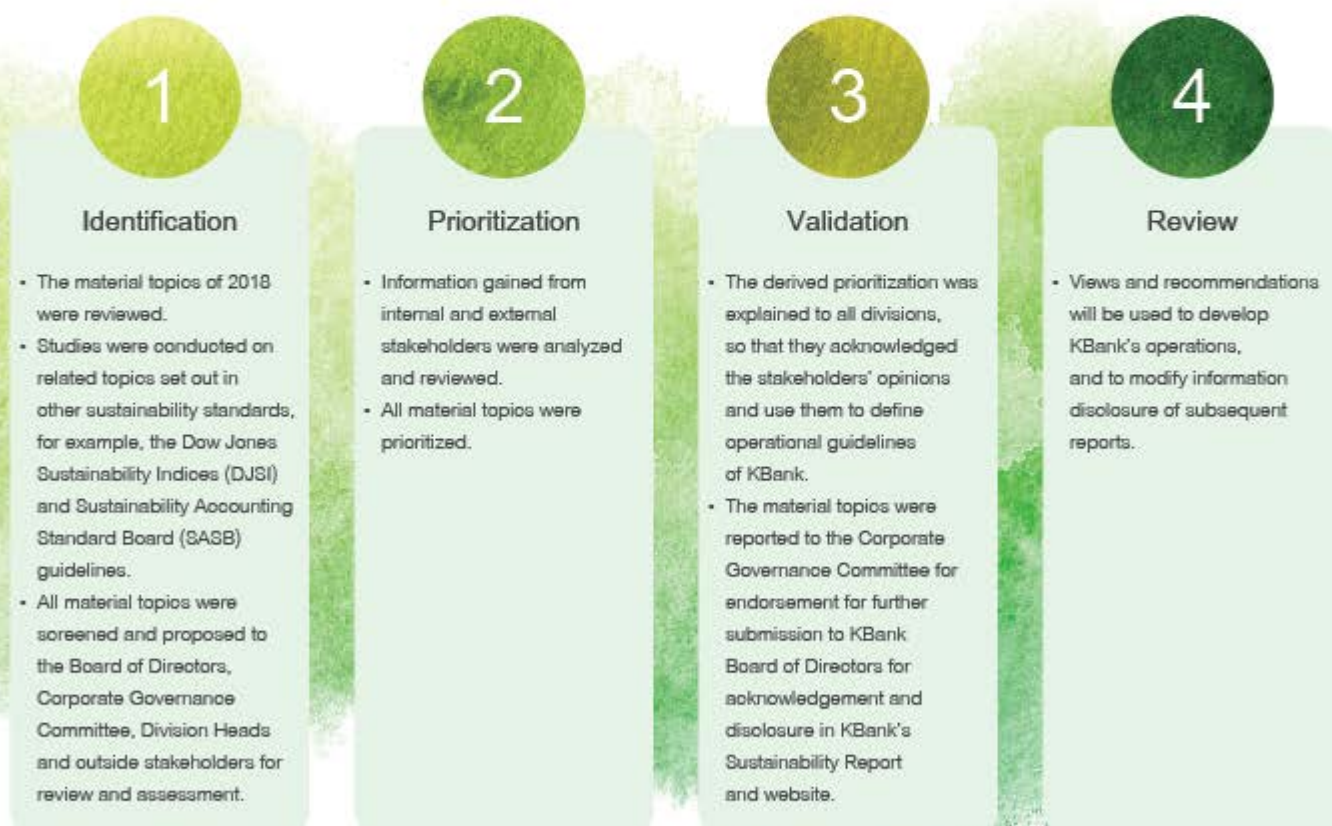 1
Identification
• The material topics of 2018
were reviewed.
• Studies were conducted on
related topics set out in
other sustainability standards,
for example, the Dow Jones
Sustainability Indices (DJSI)
and Sustainability Accounting
Standard Board (SASB)
guidelines.
• All material topics were
screened and proposed to
the Board of Directors,
Corporate Governance
Committee, Division Heads
and outside stakeholders for
review and assessment.
2
Prioritization
• Information gained from
internal and external
stakeholders were analyzed
and reviewed.
• All material topics were
prioritized.
3
Validation
• The derived prioritization was
explained to all divisions,
so that they acknowledged
the stakeholders' opinions
and use them to define
operational guidelines
of KBank.
• The material topics were
reported to the Corporate
Governance Committee for
endorsement for further
submission to KBank
Board of Directors for
acknowledgement and
disclosure in KBank's
Sustainability Report
and website.
4
Review
• Views and recommendations
will be used to develop
KBank's operations,
and to modify information
disclosure of subsequent
reports.